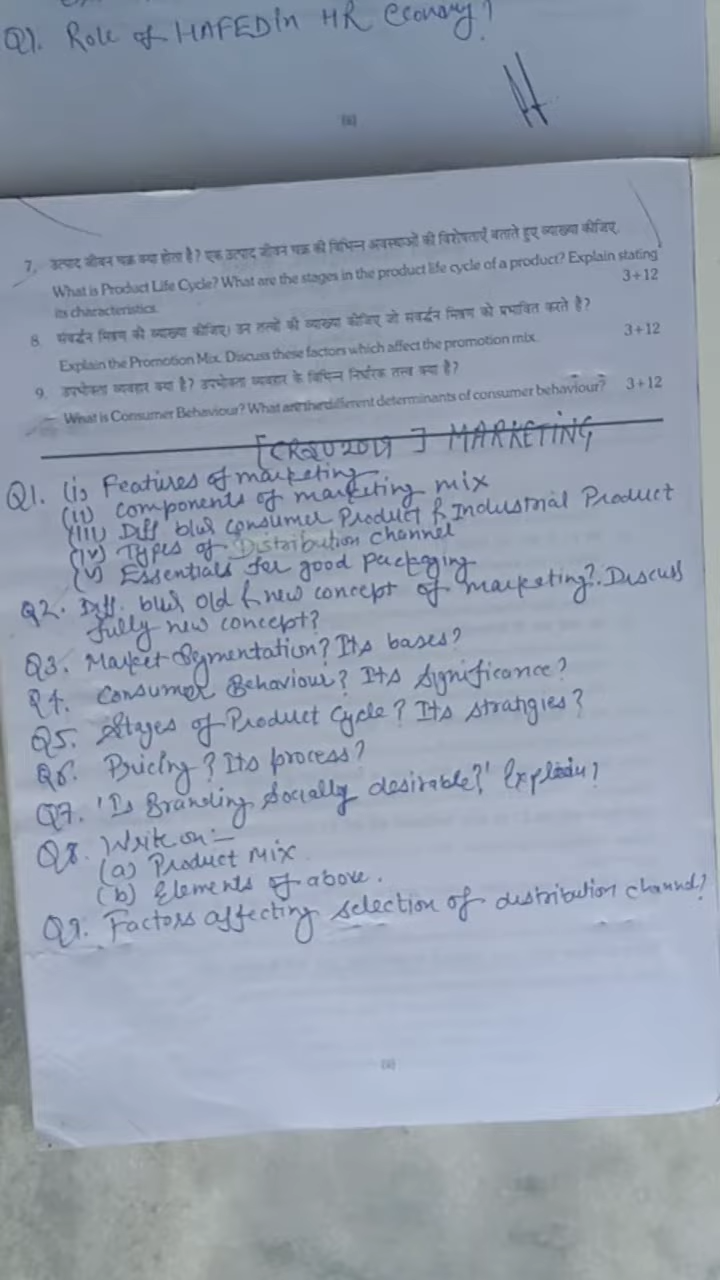 Q9. Role of HAFED in HR economy?
7. उत्पाद जीवन चक्र क्या होता है? एक उत्पाद जीवन चक्र की विभिन्न अवस्थाओं की विशेषताएँ बताते हुए व्याख्या कीजिए
What is Product Life Cycle? What are the stages in the product life cycle of a product? Explain stating
its characteristics. 3+12
8. संवर्द्धन मिश्रण की व्याख्या कीजिए। उन तत्वों की व्याख्या कीजिए जो संवर्द्धन मिश्रण को प्रभावित करते है?
Explain the Promotion Mix. Discuss these factors which affect the promotion mix. 3+12
9. उपभोक्ता व्यवहार क्या है? उपभोक्ता व्यवहार के विभिन्न निर्धारक तत्त्व क्या है?
What is Consumer Behaviour? What are the different determinants of consumer behaviour? 3+12
[CRSU 2019] MARKETING
Q1. (i) Features of marketing
(ii) components of marketing mix
(iii) Diff b/w Consumer Product & Industrial Product
(iv) Types of Distribution channel
(v) Essentials for good Packaging
Q2. Diff. b/w old & new concept of marketing?. Discuss
fully new concept?
Q3. Market Segmentation? Its bases?
Q4. Consumer Behaviour? Its Significance?
Q5. Stages of Product Cycle? Its stratigies?
Q6. Pricing? Its process?
Q7. 'Is Branding Socially desirable?' Explain?
Q8. Write on:-
(a) Product Mix
(b) Elements of above.
Q9. Factors affecting selection of distribution channel?